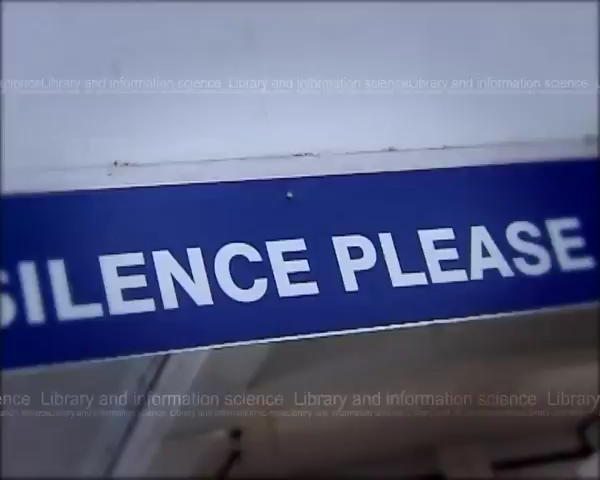 Library and information science Library and information science Library and information science
SILENCE PLEASE
science Library and information science Library and information science Library